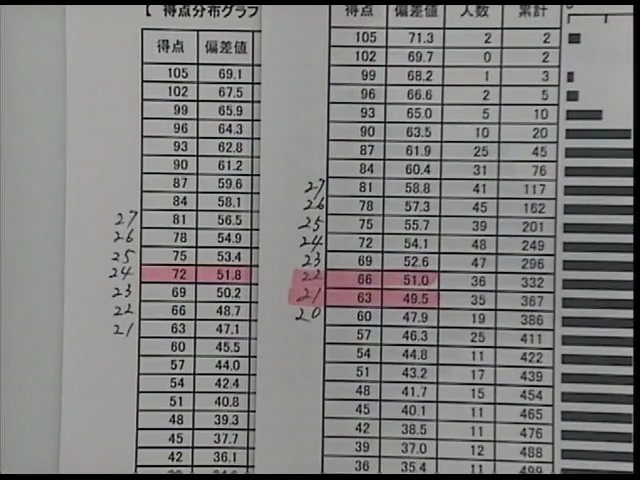 【 得点分布グラフ
得点 偏差値
105 69.1
102 67.5
99 65.9
96 64.3
93 62.8
90 61.2
87 59.6
84 58.1
27 81 56.5
26 78 54.9
25 75 53.4
24 72 51.8
23 69 50.2
22 66 48.7
21 63 47.1
60 45.5
57 44.0
54 42.4
51 40.8
48 39.3
45 37.7
42 36.1
得点 偏差値 人数 累計
105 71.3 2 2
102 69.7 0 2
99 68.2 1 3
96 66.6 2 5
93 65.0 5 10
90 63.5 10 20
87 61.9 25 45
84 60.4 31 76
27 81 58.8 41 117
26 78 57.3 45 162
25 75 55.7 39 201
24 72 54.1 48 249
23 69 52.6 47 296
22 66 51.0 36 332
21 63 49.5 35 367
20 60 47.9 19 386
57 46.3 25 411
54 44.8 11 422
51 43.2 17 439
48 41.7 15 454
45 40.1 11 465
42 38.5 11 476
39 37.0 12 488
36 35.4 11 499